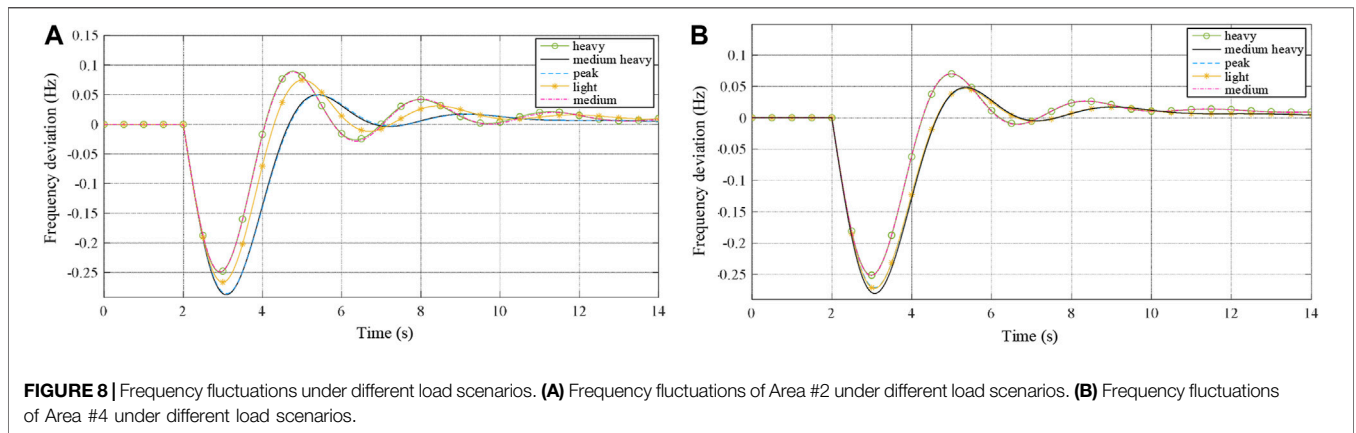 A
Frequency deviation (Hz)
0.15
0.1
0.05
0
-0.05
-0.1
-0.15
-0.2
-0.25
0 2 4 6 8 10 12 14
Time (s)
heavy
medium heavy
peak
light
medium
B
Frequency deviation (Hz)
0.1
0.05
0
-0.05
-0.1
-0.15
-0.2
-0.25
0 2 4 6 8 10 12 14
Time (s)
heavy
medium heavy
peak
light
medium
FIGURE 8 | Frequency fluctuations under different load scenarios. (A) Frequency fluctuations of Area #2 under different load scenarios. (B) Frequency fluctuations
of Area #4 under different load scenarios.